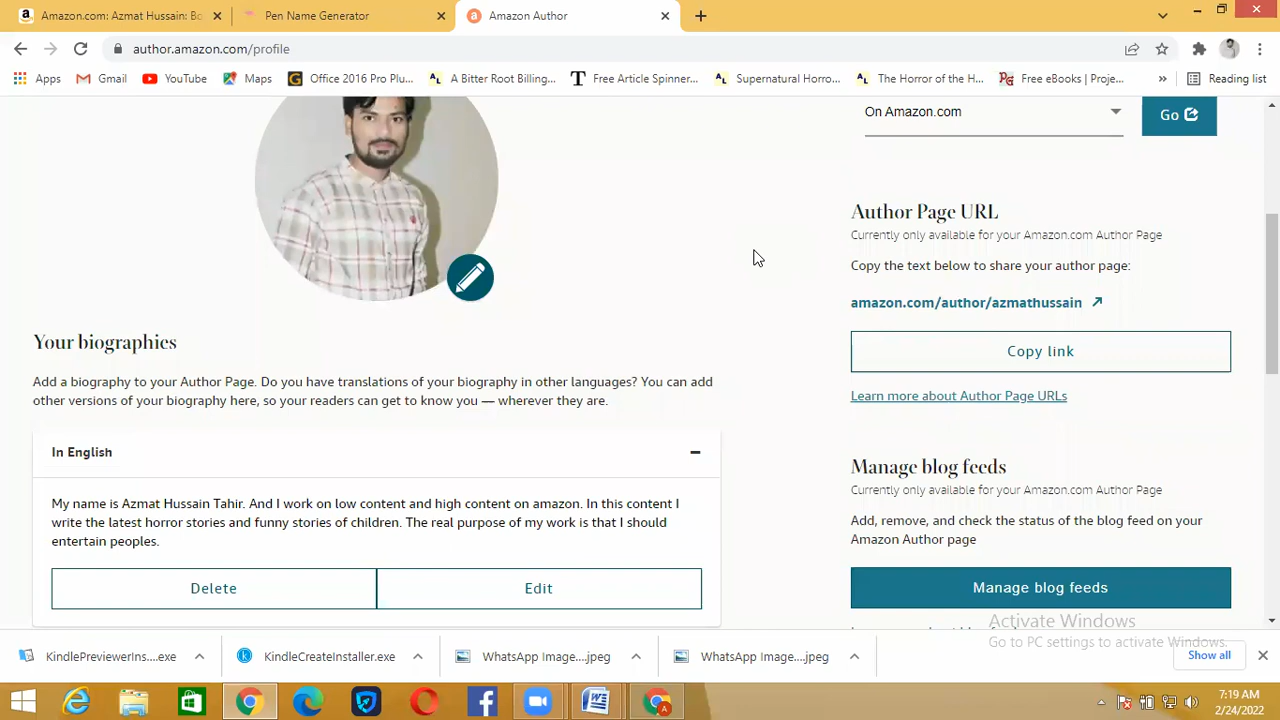 Amazon.com: Azmat Hussain: Bo
Pen Name Generator
Amazon Author
author.amazon.com/profile
Apps
Gmail
YouTube
Maps
Office 2016 Pro Plu...
A Bitter Root Billing...
Free Article Spinner...
Supernatural Horro...
The Horror of the H...
Free eBooks | Proje...
Reading list
On Amazon.com
Go
Author Page URL
Currently only available for your Amazon.com Author Page
Copy the text below to share your author page:
amazon.com/author/azmathussain
Copy link
Learn more about Author Page URLs
Your biographies
Add a biography to your Author Page. Do you have translations of your biography in other languages? You can add
other versions of your biography here, so your readers can get to know you — wherever they are.
In English
My name is Azmat Hussain Tahir. And I work on low content and high content on amazon. In this content I
write the latest horror stories and funny stories of children. The real purpose of my work is that I should
entertain peoples.
Delete
Edit
Manage blog feeds
Currently only available for your Amazon.com Author Page
Add, remove, and check the status of the blog feed on your
Amazon Author page
Manage blog feeds
Activate Windows
Go to PC settings to activate Windows.
KindlePreviewerIns....exe
KindleCreateInstaller.exe
WhatsApp Image....jpeg
WhatsApp Image....jpeg
Show all
7:19 AM
2/24/2022